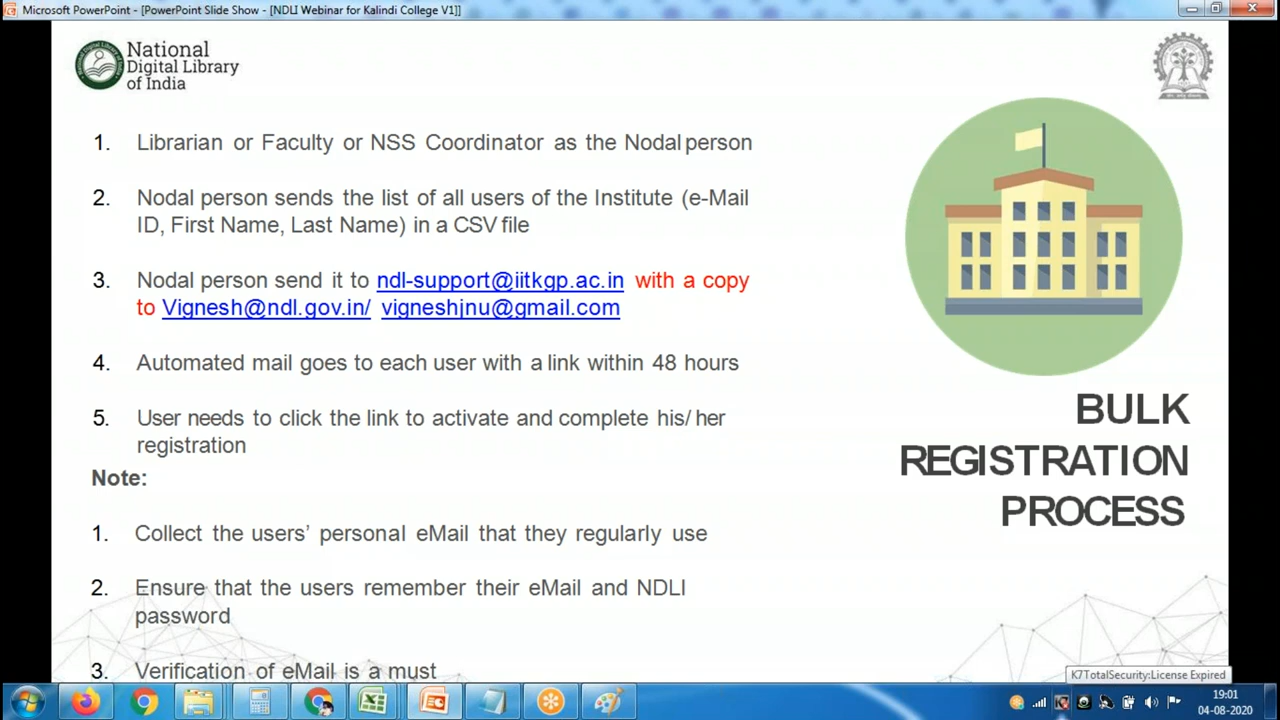 Microsoft PowerPoint - [PowerPoint Slide Show - [NDLI Webinar for Kalindi College V1]]
National
Digital Library
of India
1. Librarian or Faculty or NSS Coordinator as the Nodal person
2. Nodal person sends the list of all users of the Institute (e-Mail
ID, First Name, Last Name) in a CSV file
3. Nodal person send it to ndl-support@iitkgp.ac.in with a copy
to Vignesh@ndl.gov.in/ vigneshjnu@gmail.com
4. Automated mail goes to each user with a link within 48 hours
5. User needs to click the link to activate and complete his/ her
registration
Note:
1. Collect the users’ personal eMail that they regularly use
2. Ensure that the users remember their eMail and NDLI
password
3. Verification of eMail is a must
BULK
REGISTRATION
PROCESS
K7TotalSecurity:License Expired
19:01
04-08-2020